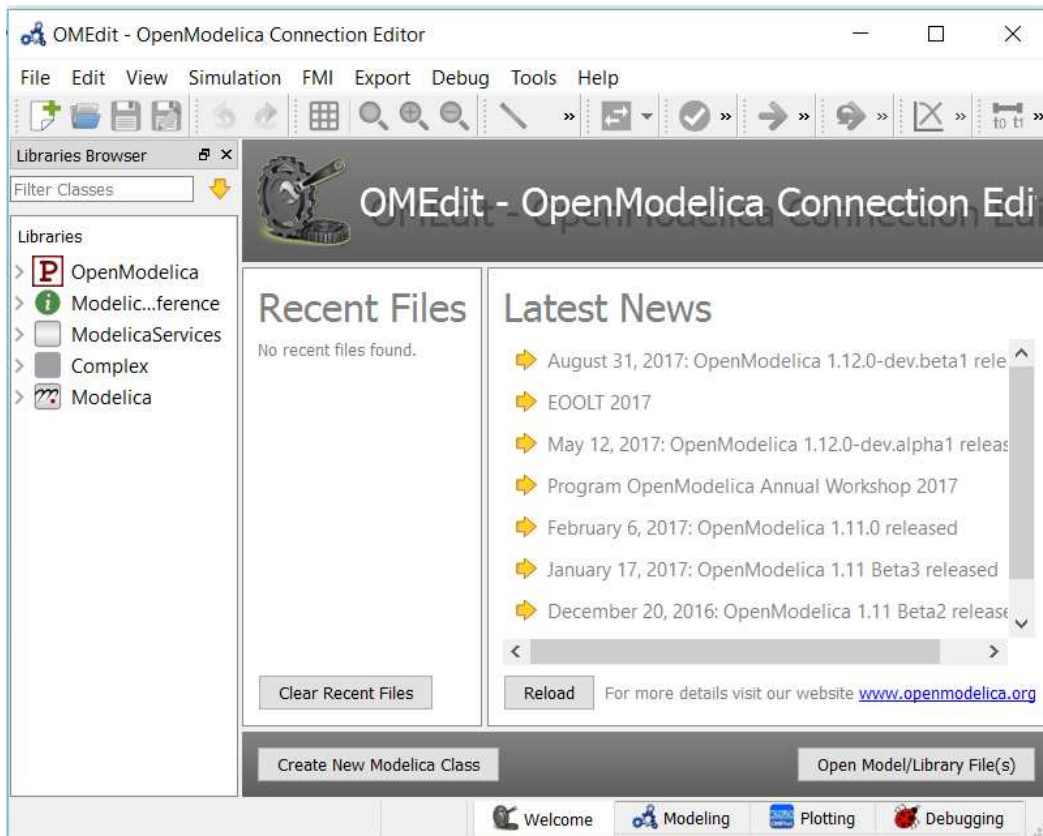 OMEdit - OpenModelica Connection Editor
File Edit View Simulation FMI Export Debug Tools Help
» » » » » to t1 »
Libraries Browser
Filter Classes
Libraries
P OpenModelica
i Modelic...ference
ModelicaServices
Complex
m Modelica
OMEdit - OpenModelica Connection Edi
Recent Files
No recent files found.
Clear Recent Files
Latest News
August 31, 2017: OpenModelica 1.12.0-dev.beta1 rele
EOOLT 2017
May 12, 2017: OpenModelica 1.12.0-dev.alpha1 releas
Program OpenModelica Annual Workshop 2017
February 6, 2017: OpenModelica 1.11.0 released
January 17, 2017: OpenModelica 1.11 Beta3 released
December 20, 2016: OpenModelica 1.11 Beta2 release
Reload For more details visit our website www.openmodelica.org
Create New Modelica Class Open Model/Library File(s)
Welcome Modeling Plotting Debugging